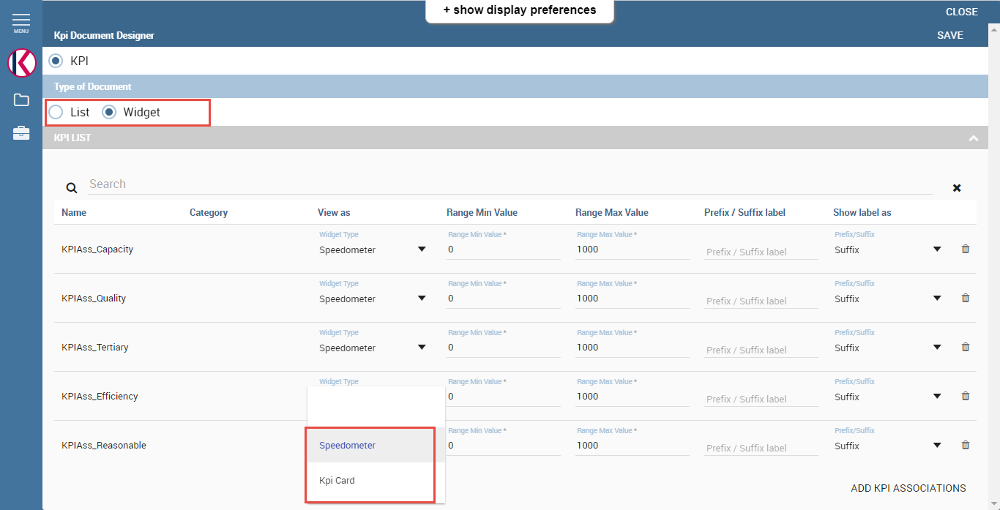 + show display preferences
CLOSE
MENU
Kpi Document Designer
SAVE
KPI
Type of Document
List Widget
KPI LIST
Search
Name Category View as Range Min Value Range Max Value Prefix / Suffix label Show label as
Widget Type Range Min Value * Range Max Value * Prefix/Suffix
KPIAss_Capacity Speedometer 0 1000 Prefix / Suffix label Suffix
Widget Type Range Min Value * Range Max Value * Prefix/Suffix
KPIAss_Quality Speedometer 0 1000 Prefix / Suffix label Suffix
Widget Type Range Min Value * Range Max Value * Prefix/Suffix
KPIAss_Tertiary Speedometer 0 1000 Prefix / Suffix label Suffix
Widget Type Range Min Value * Range Max Value * Prefix/Suffix
KPIAss_Efficiency 0 1000 Prefix / Suffix label Suffix
Range Min Value * Range Max Value * Prefix/Suffix
KPIAss_Reasonable Speedometer 0 1000 Prefix / Suffix label Suffix
Kpi Card
ADD KPI ASSOCIATIONS